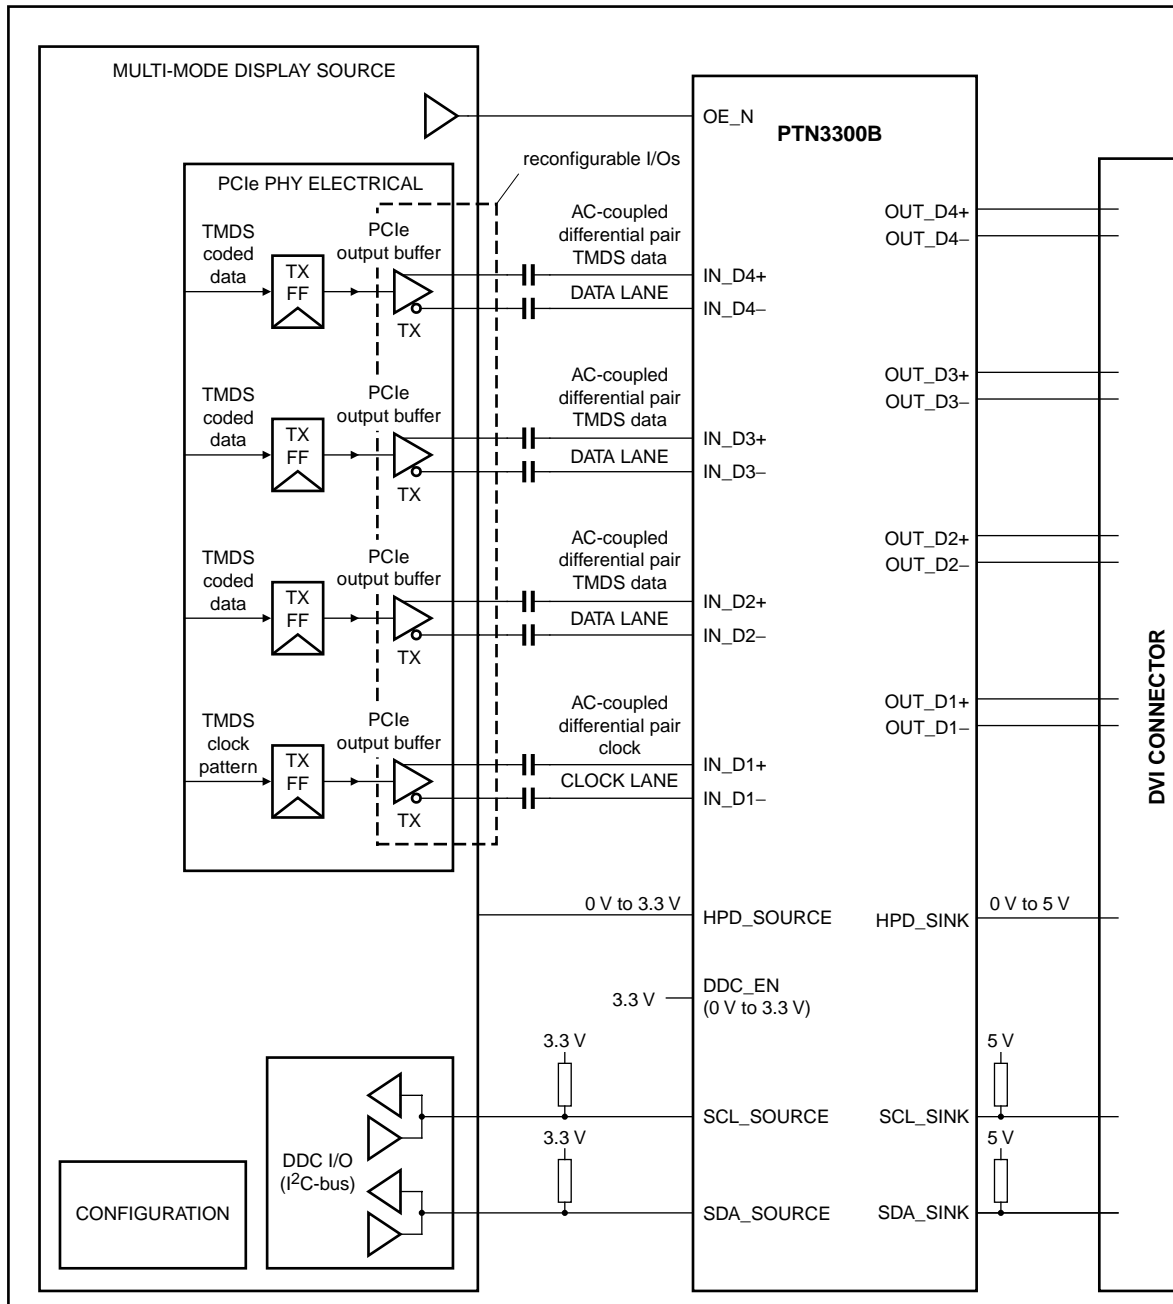 MULTI-MODE DISPLAY SOURCE
OE_N
PTN3300B
reconfigurable I/Os
PCIe PHY ELECTRICAL
TMDS
coded
data
TX
FF
PCIe
output buffer
TX
AC-coupled
differential pair
TMDS data
DATA LANE
IN_D4+
IN_D4−
OUT_D4+
OUT_D4−
TMDS
coded
data
TX
FF
PCIe
output buffer
TX
AC-coupled
differential pair
TMDS data
DATA LANE
IN_D3+
IN_D3−
OUT_D3+
OUT_D3−
TMDS
coded
data
TX
FF
PCIe
output buffer
TX
AC-coupled
differential pair
TMDS data
DATA LANE
IN_D2+
IN_D2−
OUT_D2+
OUT_D2−
TMDS
clock
pattern
TX
FF
PCIe
output buffer
TX
AC-coupled
differential pair
clock
CLOCK LANE
IN_D1+
IN_D1−
OUT_D1+
OUT_D1−
DVI CONNECTOR
0 V to 3.3 V
HPD_SOURCE
HPD_SINK
0 V to 5 V
3.3 V
DDC_EN
(0 V to 3.3 V)
3.3 V
5 V
SCL_SOURCE
SCL_SINK
3.3 V
5 V
DDC I/O
(I²C-bus)
SDA_SOURCE
SDA_SINK
CONFIGURATION